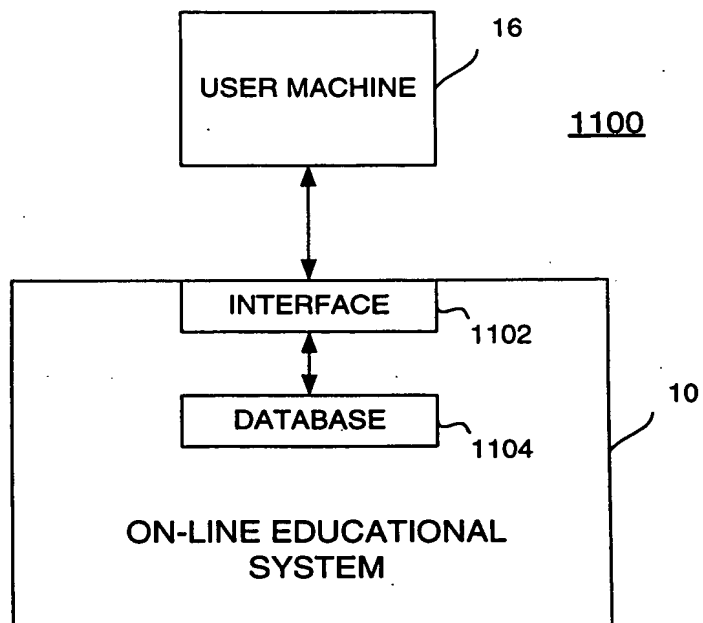 16
USER MACHINE
1100
INTERFACE
1102
10
DATABASE
1104
ON-LINE EDUCATIONAL
SYSTEM